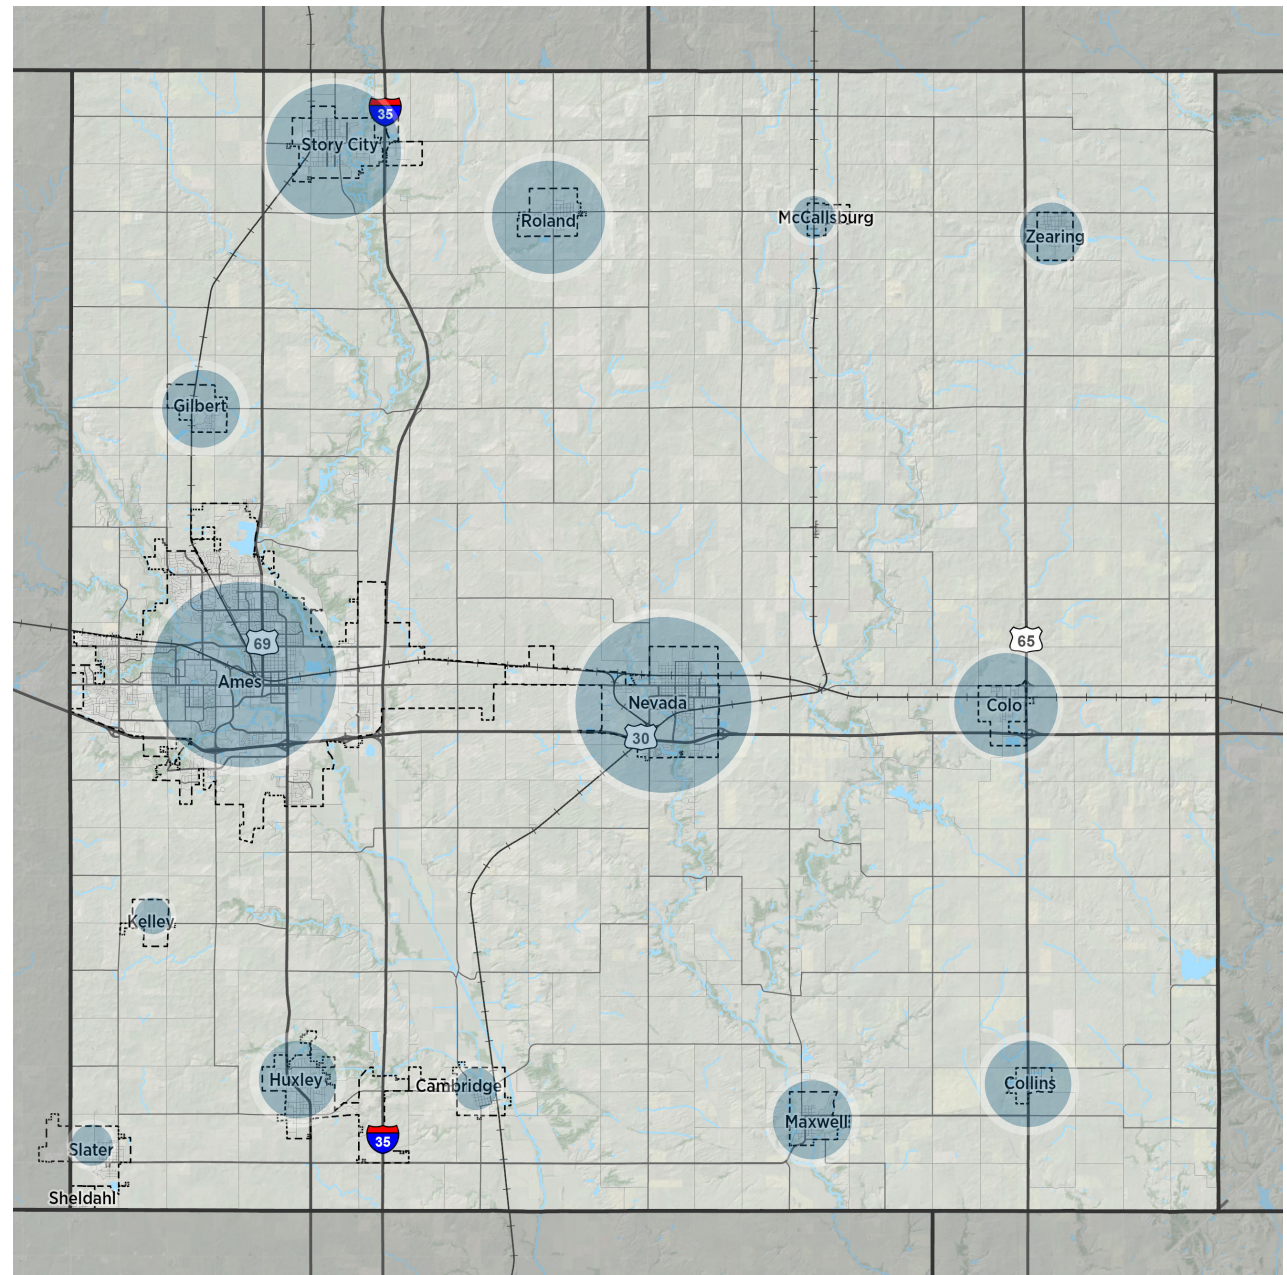 35
Story City
Roland
McCallsburg
Zearing
Gilbert
69
65
Ames
Nevada
Colo
30
Kelley
Huxley
Cambridge
Collins
Maxwell
35
Slater
Sheldahl